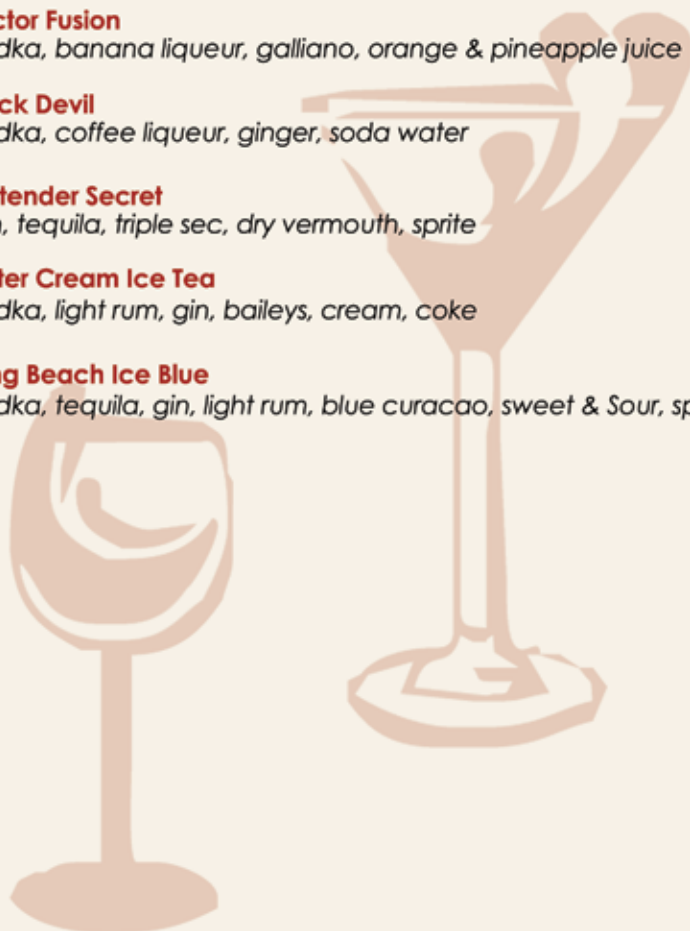 ctor Fusion
dka, banana liqueur, galliano, orange & pineapple juice
ck Devil
dka, coffee liqueur, ginger, soda water
tender Secret
, tequila, triple sec, dry vermouth, sprite
ter Cream Ice Tea
dka, light rum, gin, baileys, cream, coke
g Beach Ice Blue
dka, tequila, gin, light rum, blue curacao, sweet & Sour, sp